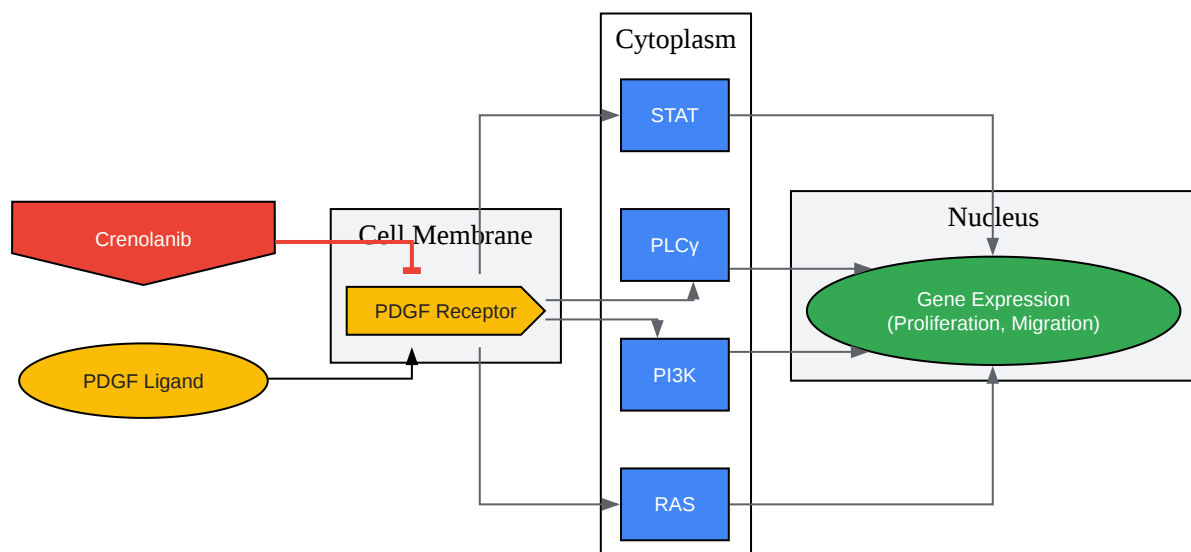 Cytoplasm
STAT
Crenolanib
Cell Membrane
PLCγ
Nucleus
PDGF Receptor
Gene Expression
(Proliferation, Migration)
PDGF Ligand
PI3K
RAS